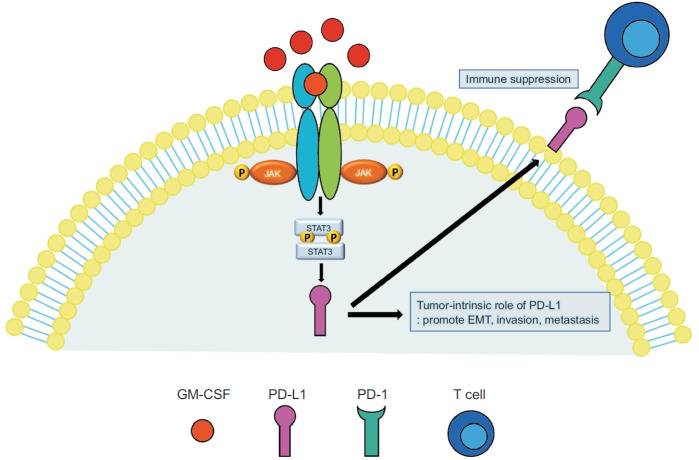 Immune suppression
P
JAK
JAK
P
STAT3
P
P
STAT3
Tumor-intrinsic role of PD-L1
: promote EMT, invasion, metastasis
GM-CSF
PD-L1
PD-1
T cell